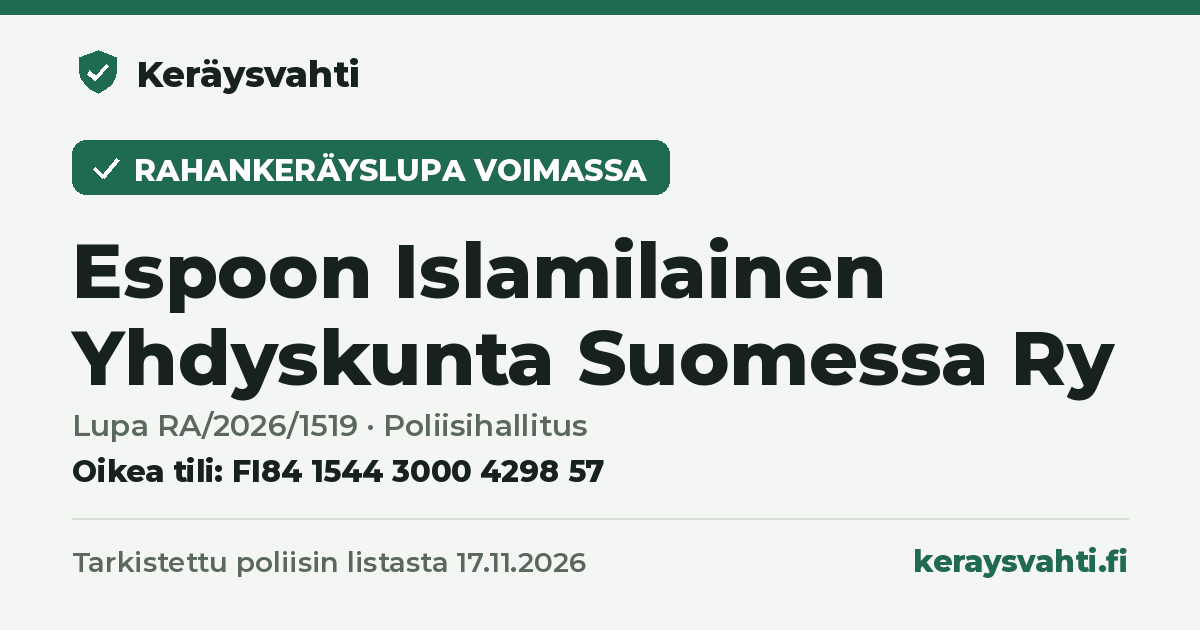 Keräysvahti
RAHANKERÄYSLUPA VOIMASSA
Espoon Islamilainen
Yhdyskunta Suomessa Ry
Lupa RA/2026/1519 · Poliisihallitus
Oikea tili: FI84 1544 3000 4298 57
Tarkistettu poliisin listasta 17.11.2026
keraysvahti.fi